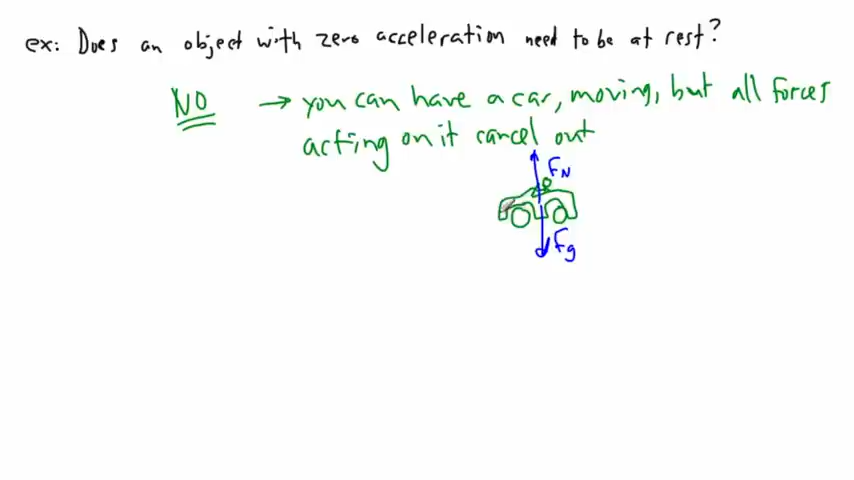 ex: Does an object with zero acceleration need to be at rest?
NO → you can have a car, moving, but all forces
acting on it cancel out
FN
Fg